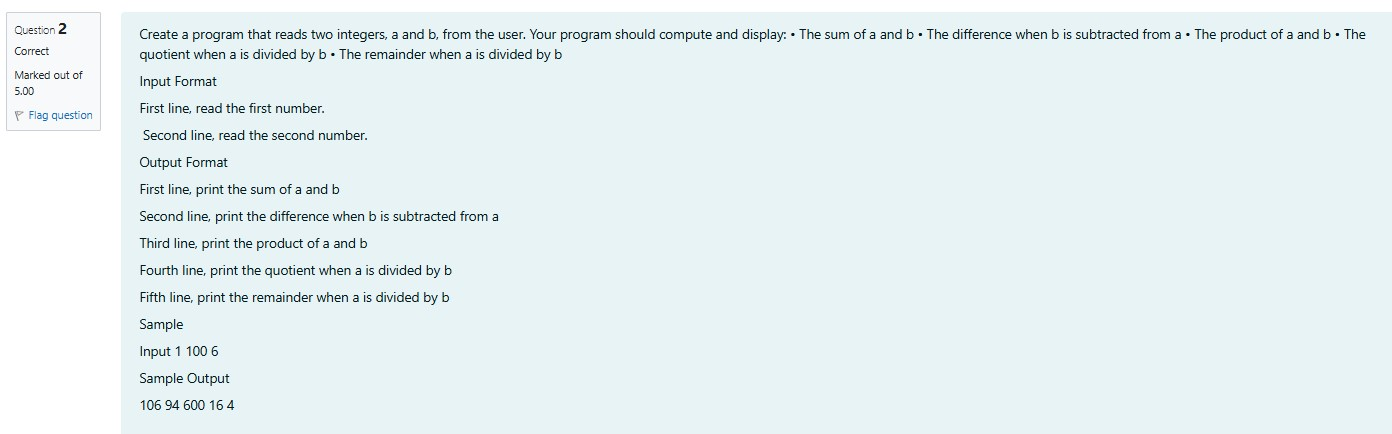 Question 2
Correct
Marked out of
5.00
Flag question
Create a program that reads two integers, a and b, from the user. Your program should compute and display: • The sum of a and b • The difference when b is subtracted from a • The product of a and b • The
quotient when a is divided by b • The remainder when a is divided by b
Input Format
First line, read the first number.
Second line, read the second number.
Output Format
First line, print the sum of a and b
Second line, print the difference when b is subtracted from a
Third line, print the product of a and b
Fourth line, print the quotient when a is divided by b
Fifth line, print the remainder when a is divided by b
Sample
Input 1 100 6
Sample Output
106 94 600 16 4